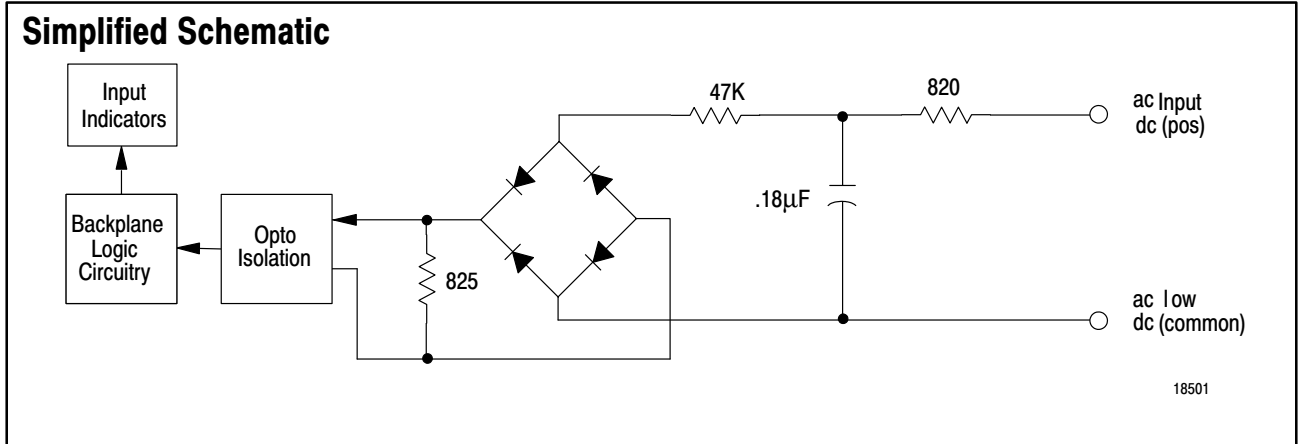 Simplified Schematic
Input
Indicators
Backplane
Logic
Circuitry
Opto
Isolation
825
47K
820
.18µF
ac Input
dc (pos)
ac low
dc (common)
18501